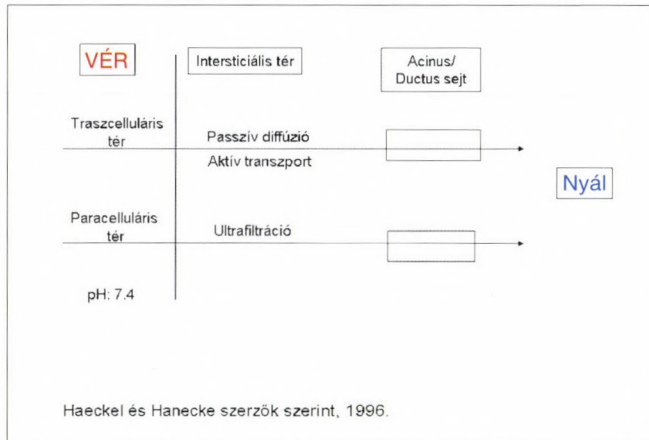 VÉR
Intersticiális tér
Acinus/
Ductus sejt
Traszcelluláris
tér
Passzív diffúzió
Aktív transzport
Nyál
Paracelluláris
tér
Ultrafiltráció
pH: 7.4
Haeckel és Hanecke szerzők szerint, 1996.